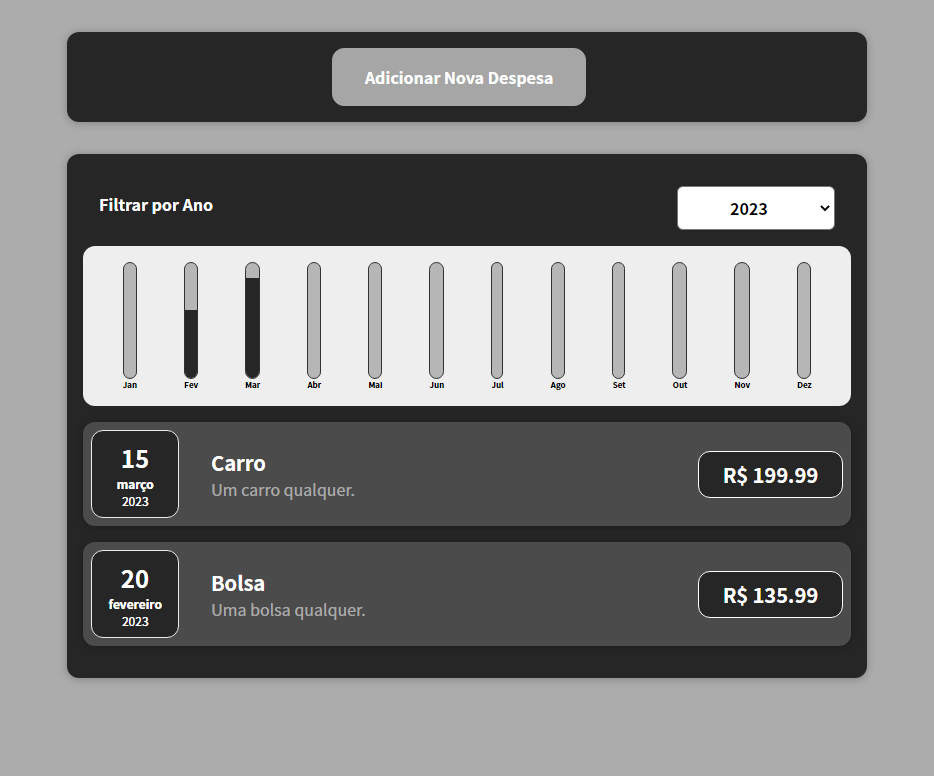 Adicionar Nova Despesa
Filtrar por Ano
2023
Jan Fev Mar Abr Mai Jun Jul Ago Set Out Nov Dez
15
março
2023
Carro
Um carro qualquer.
R$ 199.99
20
fevereiro
2023
Bolsa
Uma bolsa qualquer.
R$ 135.99